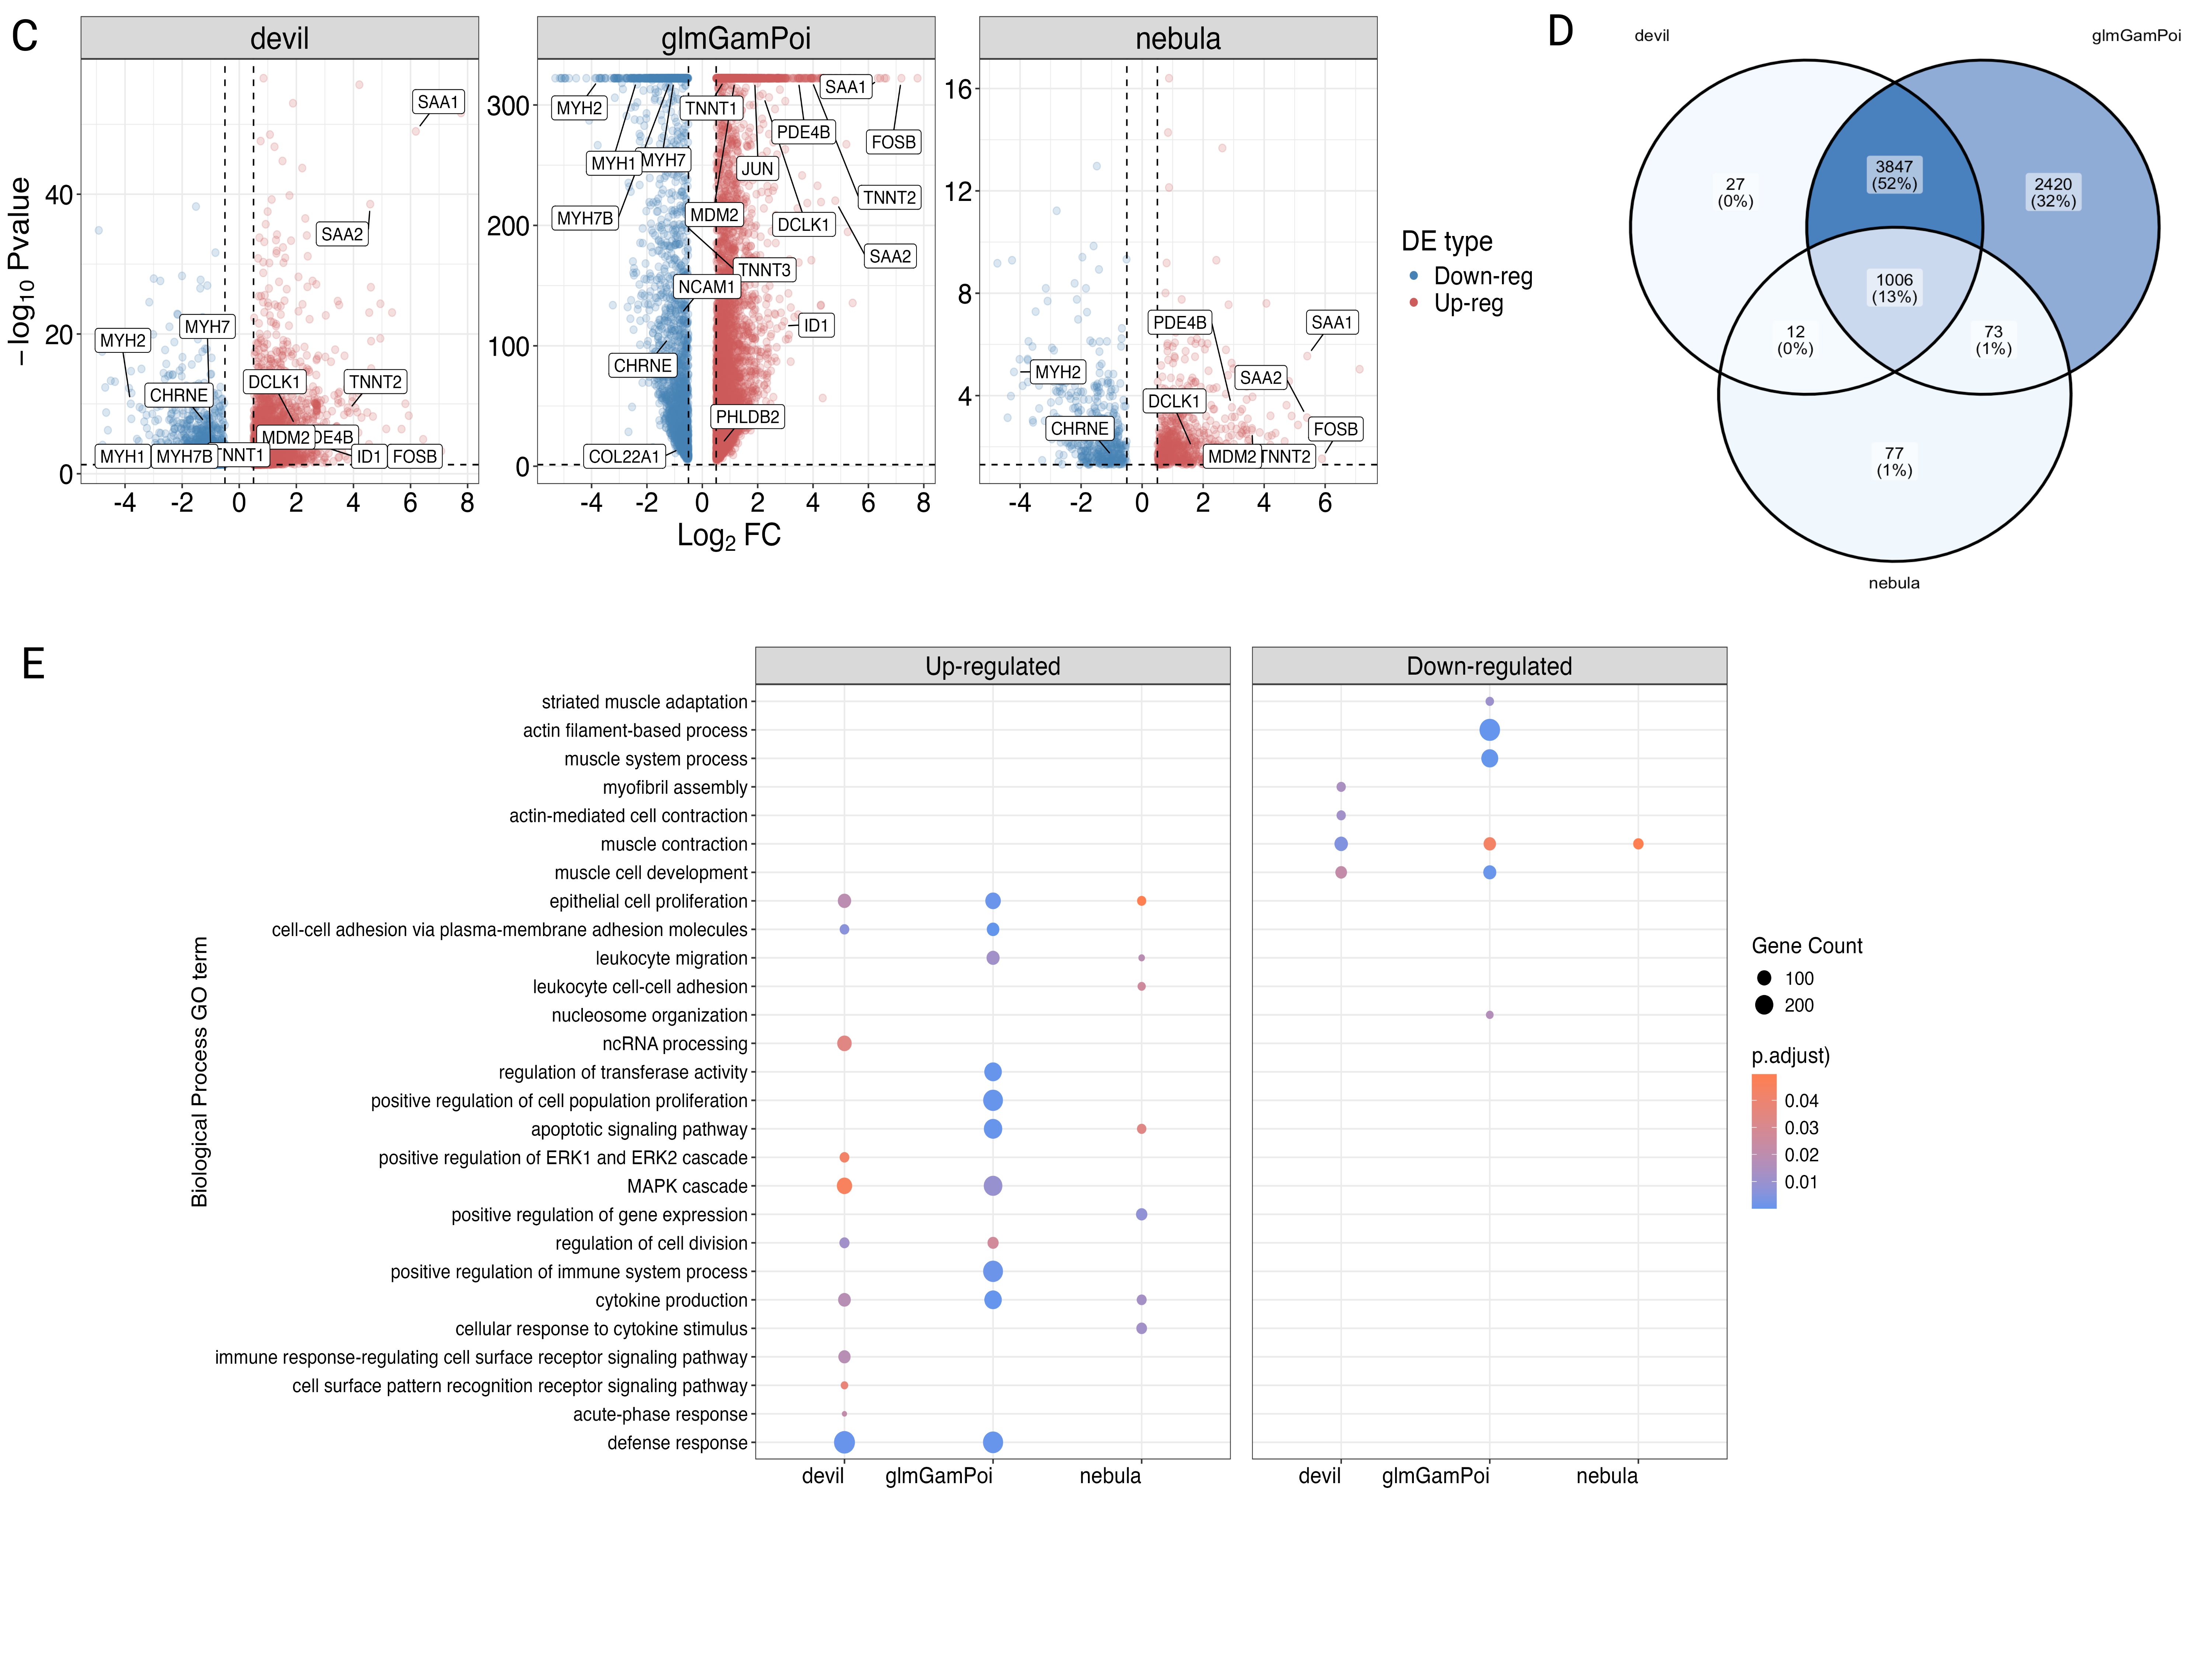 C
devil
glmGamPoi
nebula
− log10 Pvalue
0
20
40
SAA1
SAA2
MYH2
MYH7
CHRNE
DCLK1
TNNT2
MDM2
DE4B
MYH1
MYH7B
NNT1
ID1
FOSB
-4 -2 0 2 4 6 8
0
100
200
300
MYH2
TNNT1
SAA1
PDE4B
FOSB
MYH1
MYH7
JUN
TNNT2
MYH7B
MDM2
DCLK1
SAA2
TNNT3
NCAM1
ID1
CHRNE
PHLDB2
COL22A1
-4 -2 0 2 4 6 8
4
8
12
16
PDE4B
SAA1
MYH2
SAA2
DCLK1
CHRNE
FOSB
MDM2
TNNT2
-4 -2 0 2 4 6
Log2 FC
DE type
Down-reg
Up-reg
D
devil
glmGamPoi
27
(0%)
3847
(52%)
2420
(32%)
1006
(13%)
12
(0%)
73
(1%)
77
(1%)
nebula
E
Up-regulated
Down-regulated
Biological Process GO term
striated muscle adaptation
actin filament-based process
muscle system process
myofibril assembly
actin-mediated cell contraction
muscle contraction
muscle cell development
epithelial cell proliferation
cell-cell adhesion via plasma-membrane adhesion molecules
leukocyte migration
leukocyte cell-cell adhesion
nucleosome organization
ncRNA processing
regulation of transferase activity
positive regulation of cell population proliferation
apoptotic signaling pathway
positive regulation of ERK1 and ERK2 cascade
MAPK cascade
positive regulation of gene expression
regulation of cell division
positive regulation of immune system process
cytokine production
cellular response to cytokine stimulus
immune response-regulating cell surface receptor signaling pathway
cell surface pattern recognition receptor signaling pathway
acute-phase response
defense response
devil glmGamPoi nebula
devil glmGamPoi nebula
Gene Count
100
200
p.adjust)
0.04
0.03
0.02
0.01